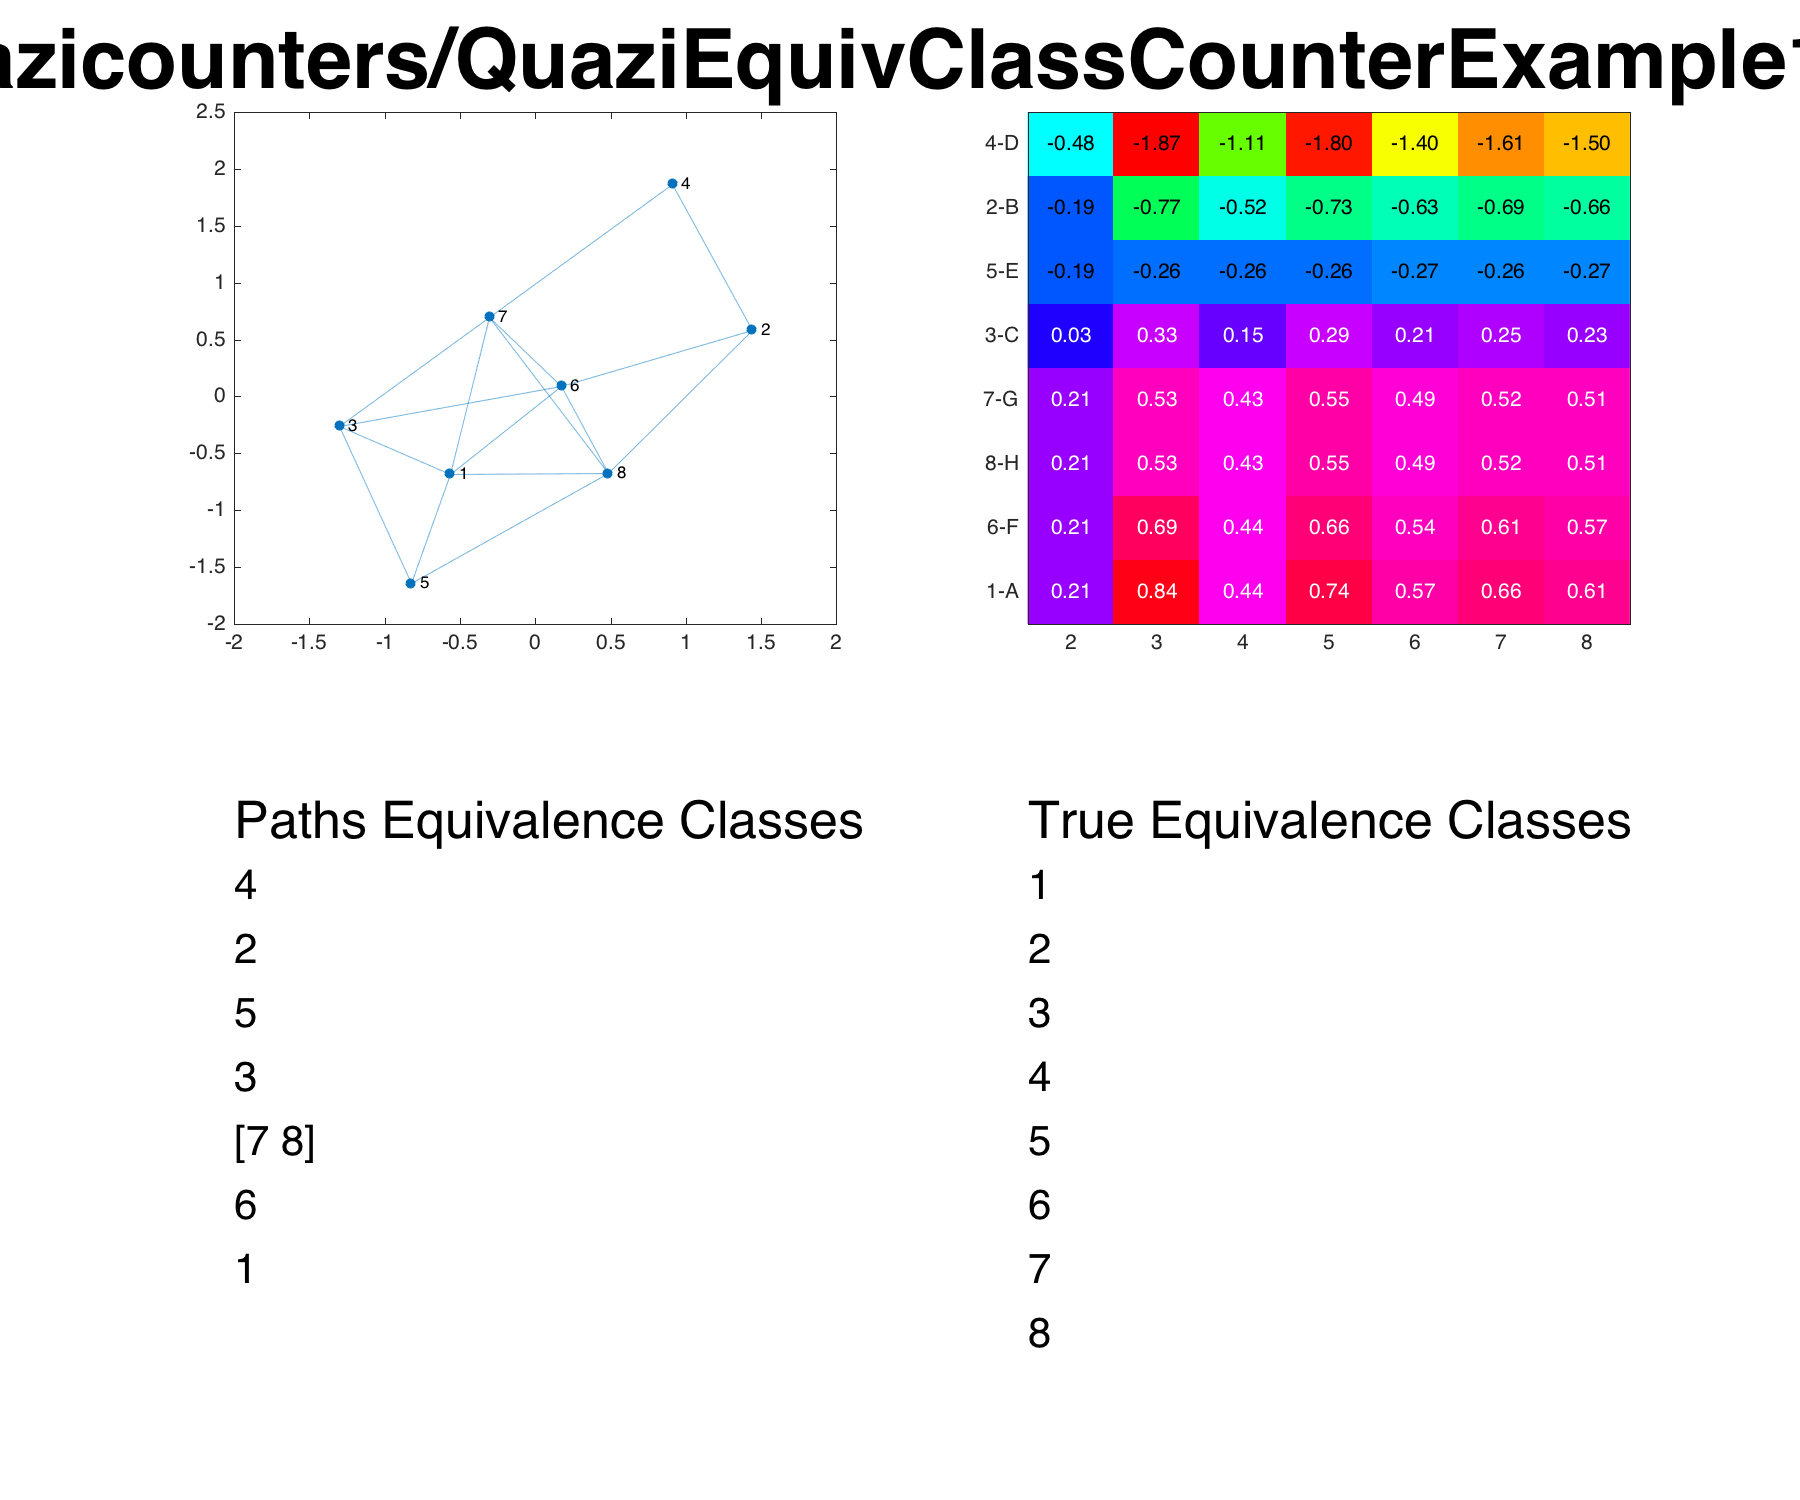 azicounters/QuaziEquivClassCounterExample
2.5
2
1.5
1
0.5
0
-0.5
-1
-1.5
-2
-2 -1.5 -1 -0.5 0 0.5 1 1.5 2
4
7
2
6
3
1
8
5
4-D -0.48 -1.87 -1.11 -1.80 -1.40 -1.61 -1.50
2-B -0.19 -0.77 -0.52 -0.73 -0.63 -0.69 -0.66
5-E -0.19 -0.26 -0.26 -0.26 -0.27 -0.26 -0.27
3-C 0.03 0.33 0.15 0.29 0.21 0.25 0.23
7-G 0.21 0.53 0.43 0.55 0.49 0.52 0.51
8-H 0.21 0.53 0.43 0.55 0.49 0.52 0.51
6-F 0.21 0.69 0.44 0.66 0.54 0.61 0.57
1-A 0.21 0.84 0.44 0.74 0.57 0.66 0.61
2 3 4 5 6 7 8
Paths Equivalence Classes
4
2
5
3
[7 8]
6
1
True Equivalence Classes
1
2
3
4
5
6
7
8